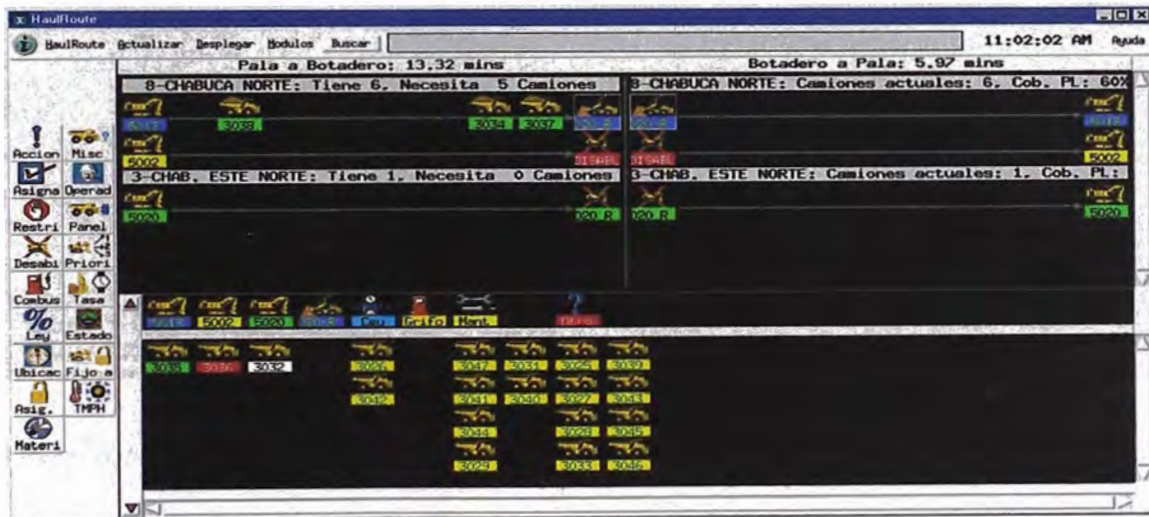 HaulRoute
HaulRoute Actualizar Desplegar Modulos Buscar 11:02:02 AM Ayuda
Pala a Botadero: 13.32 mins Botadero a Pala: 5.97 mins
8-CHABUCA NORTE: Tiene 6, Necesita 5 Camiones 8-CHABUCA NORTE: Camiones actuales: 6, Cob. PL: 60%
3038 3034 3037
5002 DISABL DISABL 5002
3-CHAB. ESTE NORTE: Tiene 1, Necesita 0 Camiones 3-CHAB. ESTE NORTE: Camiones actuales: 1, Cob. PL:
5020 020 R 020 R 5020
Accion Misc
Asigna Operad
Restri Panel
Desabi Priori
Combus Tasa
Ley Estado
Ubicac Fijo a
Asig. TMPH
Materi
5002 5020 Grifo Mant. Otro
3035 3036 3032 3026 3047 3031 3025 3039
3042 3041 3040 3027 3043
3044 3028 3045
3029 3033 3046